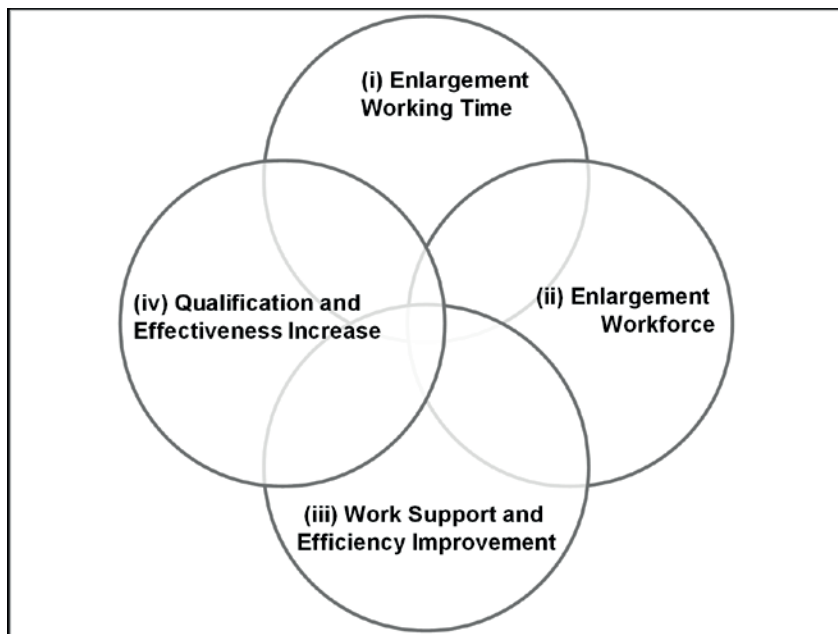 (i) Enlargement
Working Time
(iv) Qualification and
Effectiveness Increase
(ii) Enlargement
Workforce
(iii) Work Support and
Efficiency Improvement